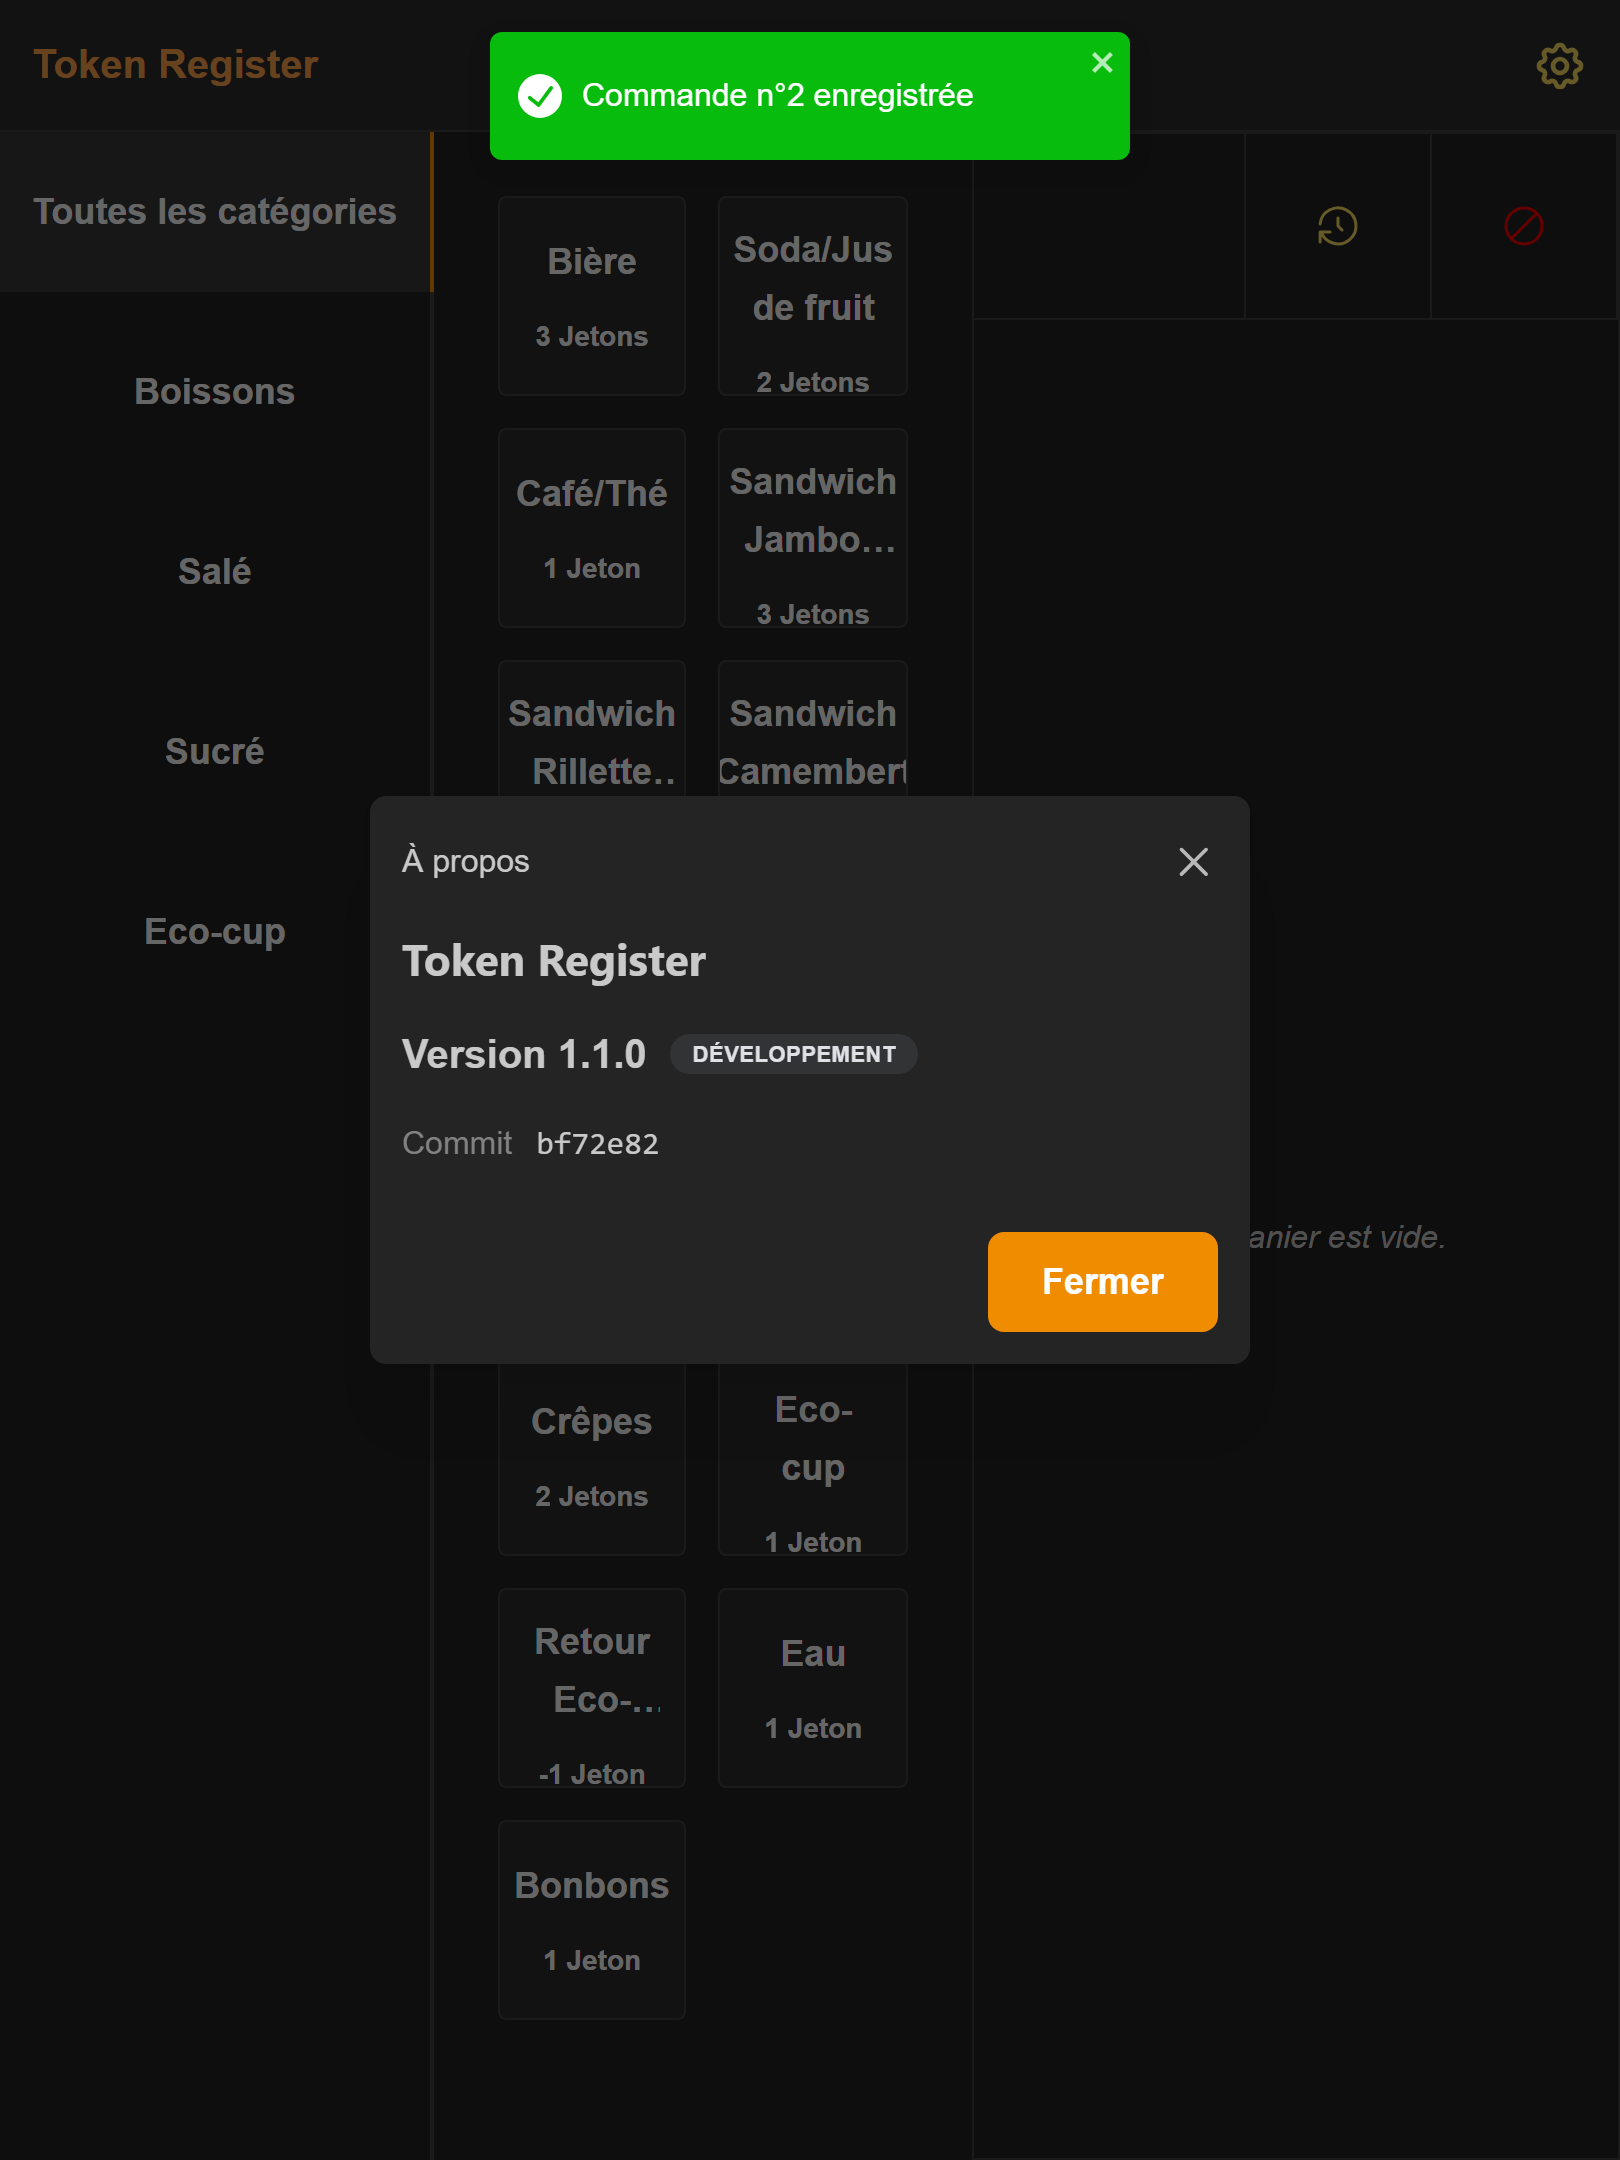 Token Register
Commande n°2 enregistrée
Toutes les catégories
Boissons
Salé
Sucré
Eco-cup
Bière
3 Jetons
Soda/Jus
de fruit
2 Jetons
Café/Thé
1 Jeton
Sandwich
Jambo...
3 Jetons
Sandwich
Rillette..
Sandwich
Camembert
À propos
Token Register
Version 1.1.0
DÉVELOPPEMENT
Commit bf72e82
Fermer
anier est vide.
Crêpes
2 Jetons
Eco-
cup
1 Jeton
Retour
Eco-...
-1 Jeton
Eau
1 Jeton
Bonbons
1 Jeton